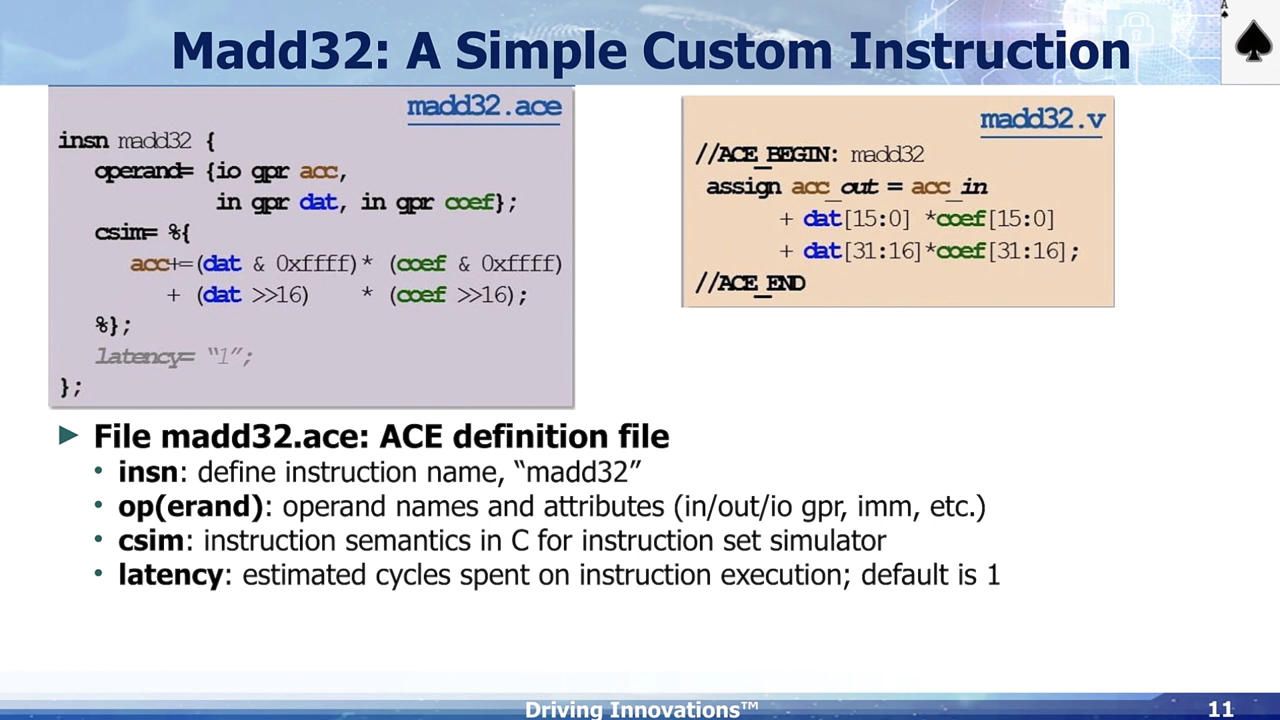 Madd32: A Simple Custom Instruction
A
madd32.ace
insn madd32 {
operand= {io gpr acc,
in gpr dat, in gpr coef};
csim= %{
acc+=(dat & 0xffff)* (coef & 0xffff)
+ (dat >>16) * (coef >>16);
%};
latency= “1”;
};
madd32.v
//ACE_BEGIN: madd32
assign acc_out = acc_in
+ dat[15:0] *coef[15:0]
+ dat[31:16]*coef[31:16];
//ACE_END
► File madd32.ace: ACE definition file
• insn: define instruction name, “madd32”
• op(erand): operand names and attributes (in/out/io gpr, imm, etc.)
• csim: instruction semantics in C for instruction set simulator
• latency: estimated cycles spent on instruction execution; default is 1
Driving Innovations™
11